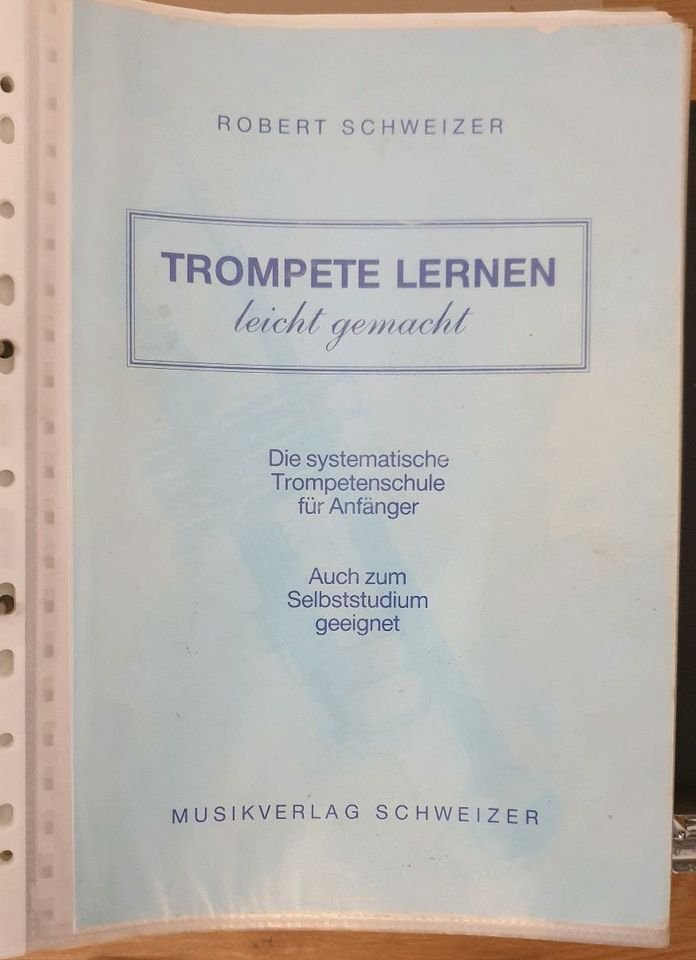 ROBERT SCHWEIZER
TROMPETE LERNEN
leicht gemacht
Die systematische
Trompetenschule
für Anfänger
Auch zum
Selbststudium
geeignet
MUSIKVERLAG SCHWEIZER